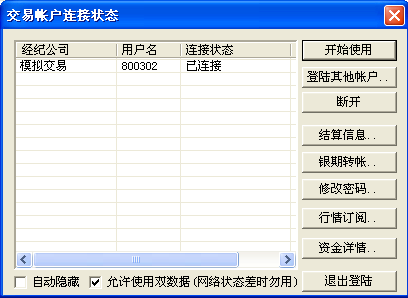 交易帐户连接状态
经纪公司 用户名 连接状态
模拟交易 800302 已连接
开始使用
登陆其他帐户..
断开
结算信息..
银期转帐..
修改密码..
行情订阅..
资金详情..
自动隐藏 允许使用双数据(网络状态差时勿用)
退出登陆